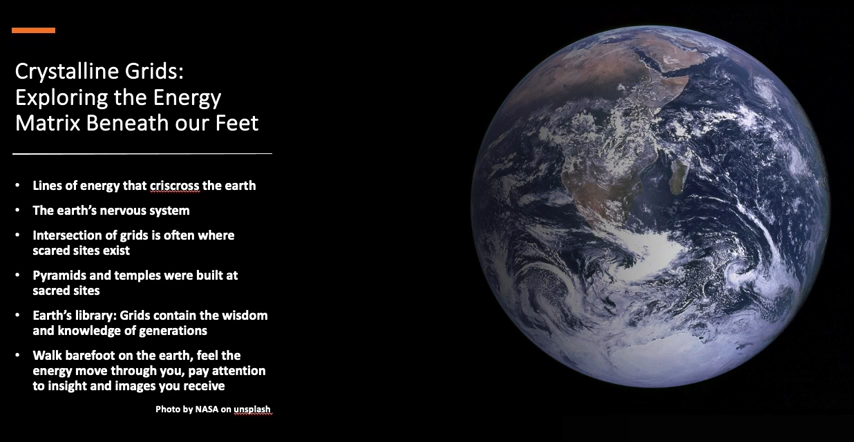 Crystalline Grids:
Exploring the Energy
Matrix Beneath our Feet
• Lines of energy that criscross the earth
• The earth's nervous system
• Intersection of grids is often where
scared sites exist
• Pyramids and temples were built at
sacred sites
• Earth's library: Grids contain the wisdom
and knowledge of generations
• Walk barefoot on the earth, feel the
energy move through you, pay attention
to insight and images you receive
Photo by NASA on unsplash